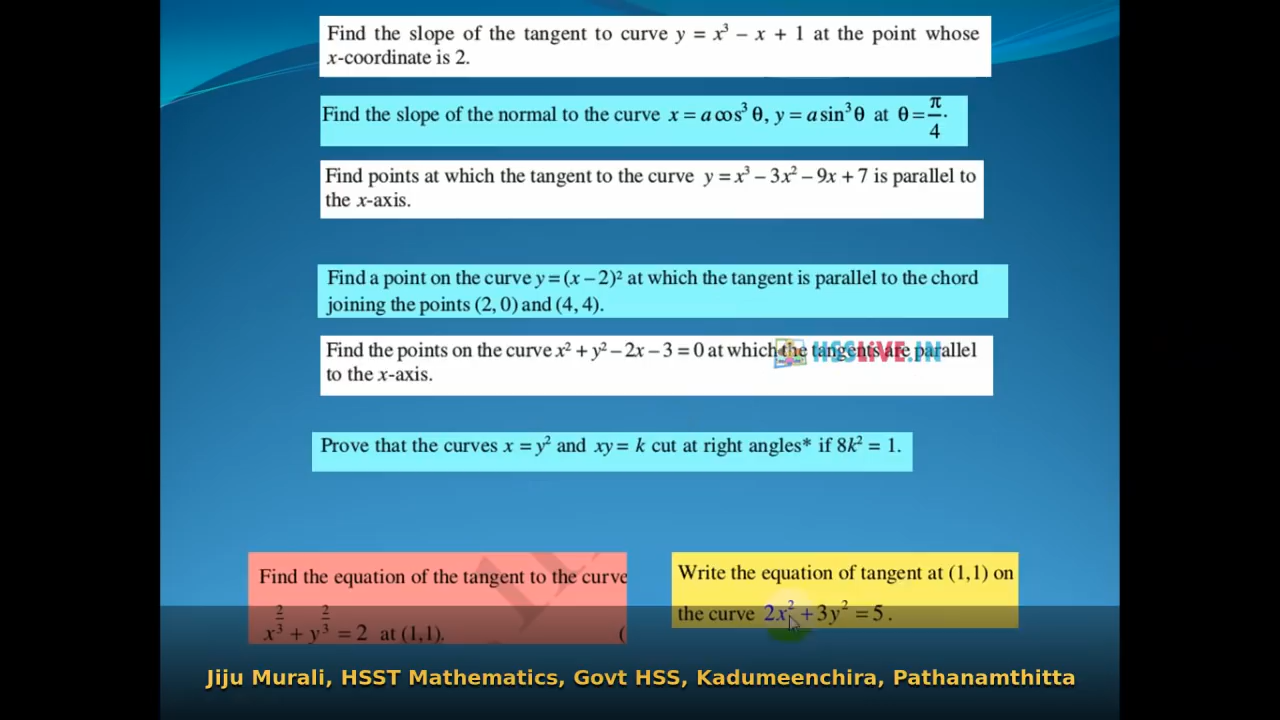 Find the slope of the tangent to curve y = x³ – x + 1 at the point whose
x-coordinate is 2.
Find the slope of the normal to the curve x = a cos³ θ, y = a sin³ θ at θ = π/4.
Find points at which the tangent to the curve y = x³ – 3x² – 9x + 7 is parallel to
the x-axis.
Find a point on the curve y = (x – 2)² at which the tangent is parallel to the chord
joining the points (2, 0) and (4, 4).
Find the points on the curve x² + y² – 2x – 3 = 0 at which the tangents are parallel
to the x-axis.
HSSLIVE.IN
Prove that the curves x = y² and xy = k cut at right angles* if 8k² = 1.
Find the equation of the tangent to the curve
x^(2/3) + y^(2/3) = 2 at (1,1). (
Write the equation of tangent at (1,1) on
the curve 2x² + 3y² = 5.
Jiju Murali, HSST Mathematics, Govt HSS, Kadumeenchira, Pathanamthitta